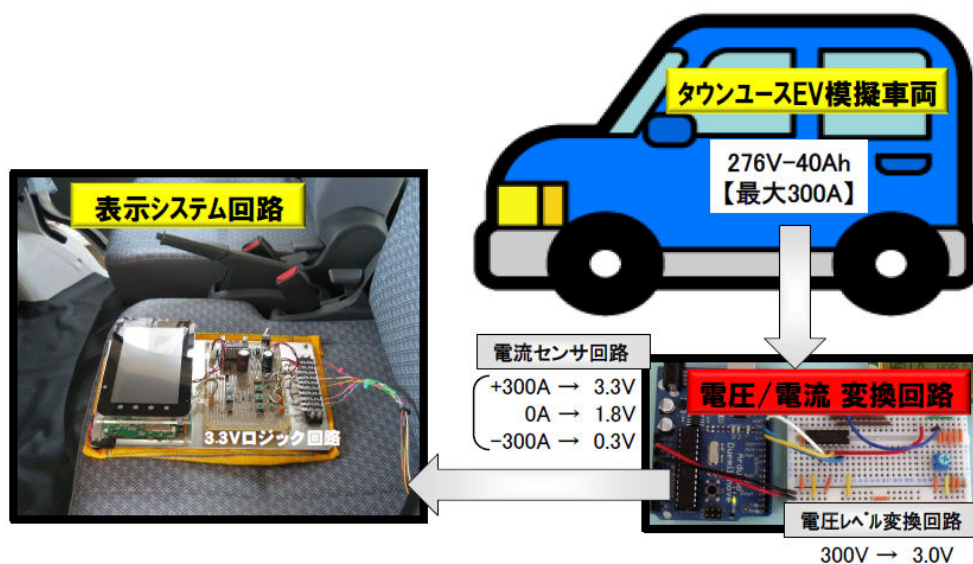 タウンユースEV模擬車両
276V-40Ah
【最大300A】
表示システム回路
3.3Vロジック回路
電流センサ回路
+300A → 3.3V
0A → 1.8V
-300A → 0.3V
電圧/電流 変換回路
Arduino
電圧レベル変換回路
300V → 3.0V